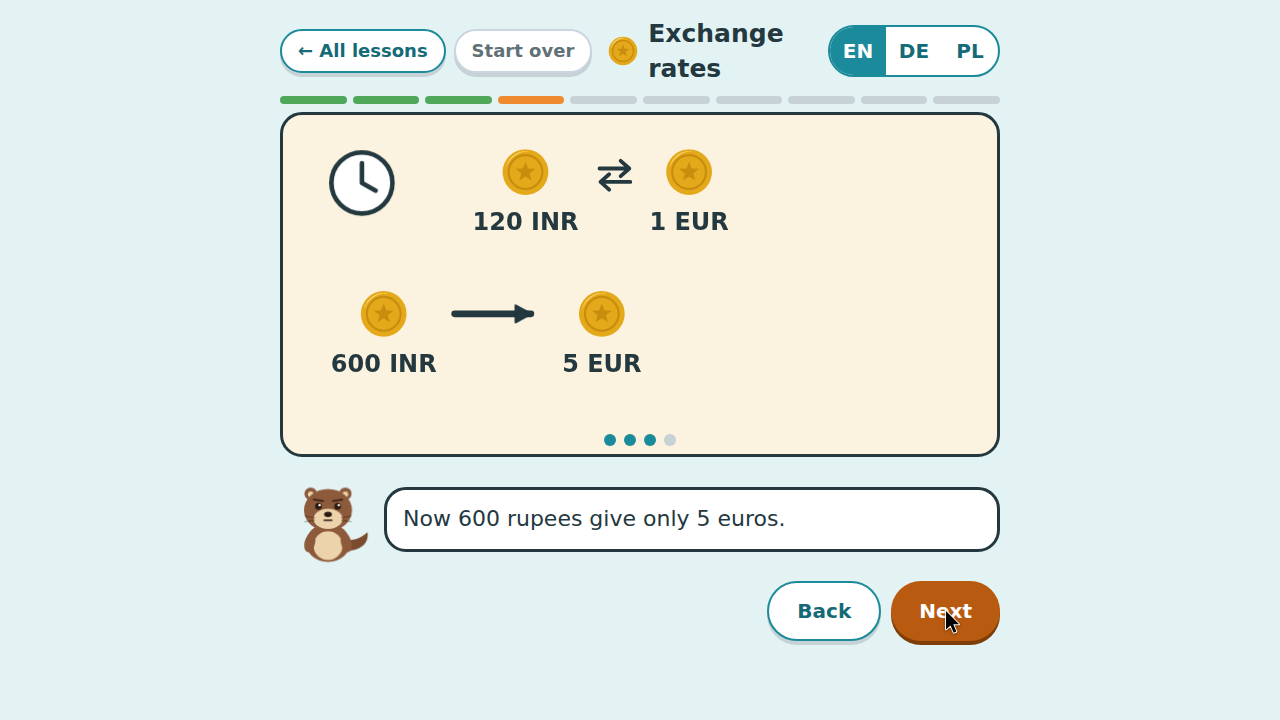 ← All lessons
Start over
Exchange
rates
EN
DE
PL
120 INR
1 EUR
600 INR
5 EUR
Now 600 rupees give only 5 euros.
Back
Next